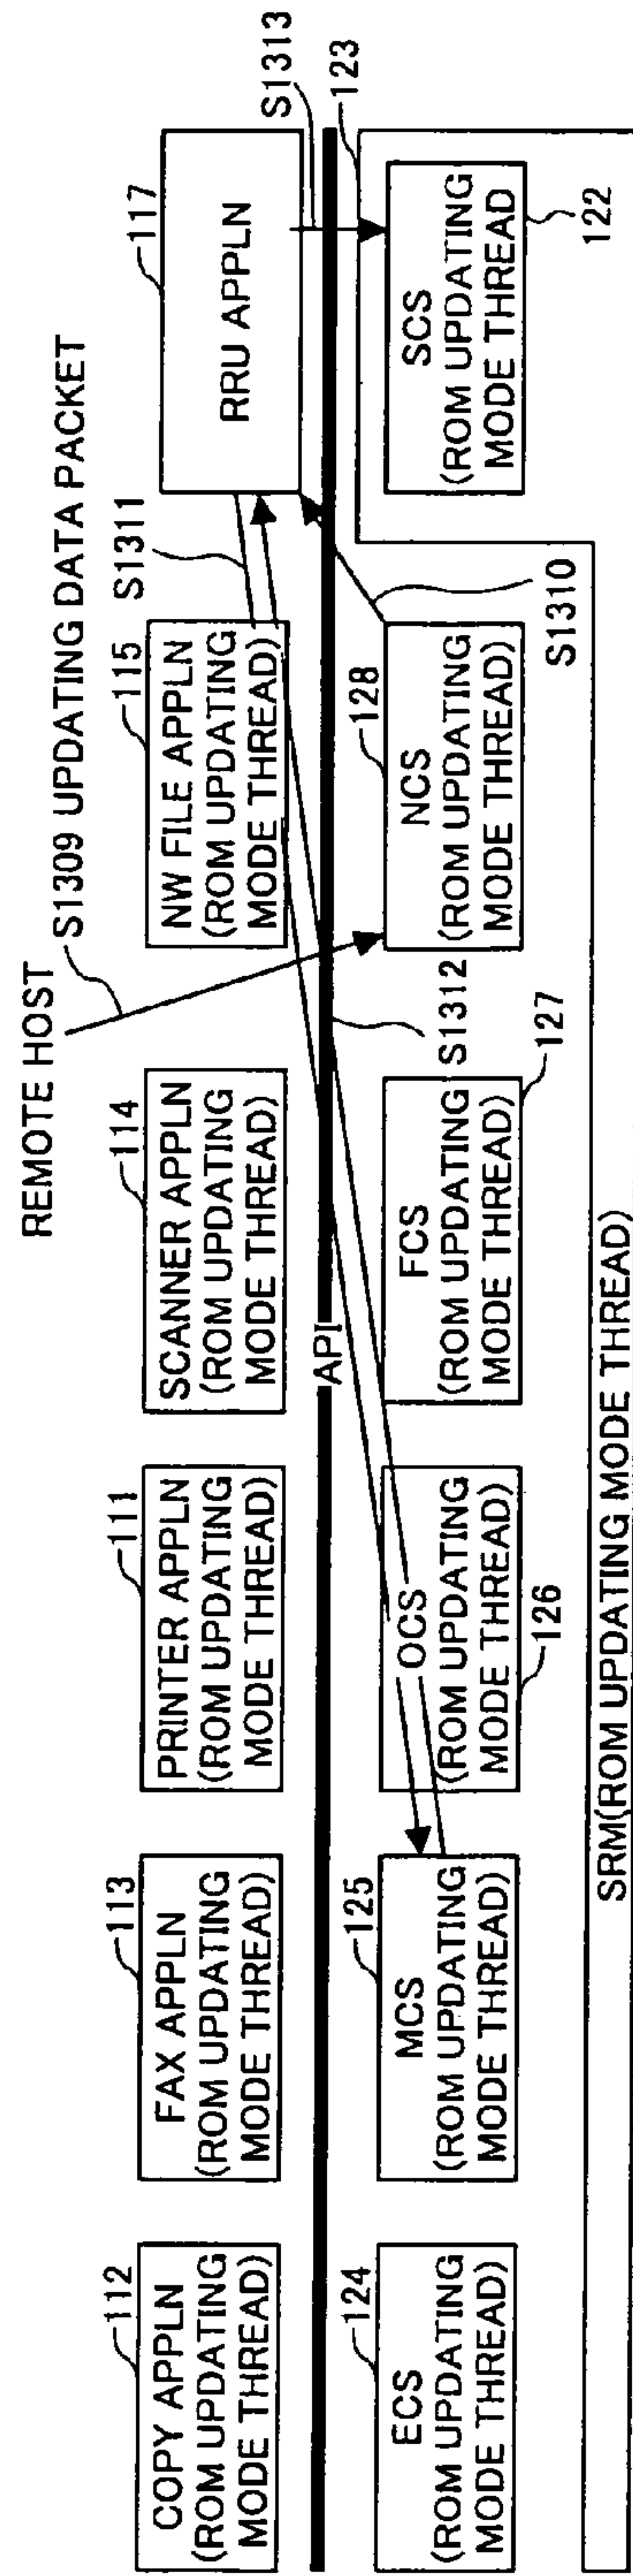 REMOTE HOST
S1309 UPDATING DATA PACKET
112
COPY APPLN
(ROM UPDATING
MODE THREAD)
113
FAX APPLN
(ROM UPDATING
MODE THREAD)
111
PRINTER APPLN
(ROM UPDATING
MODE THREAD)
114
SCANNER APPLN
(ROM UPDATING
MODE THREAD)
115
NW FILE APPLN
(ROM UPDATING
MODE THREAD)
S1311
117
RRU APPLN
S1313
API
123
124
ECS
(ROM UPDATING
MODE THREAD)
125
MCS
(ROM UPDATING
MODE THREAD)
OCS
(ROM UPDATING
MODE THREAD)
126
FCS
(ROM UPDATING
MODE THREAD)
127
S1312
128
NCS
(ROM UPDATING
MODE THREAD)
S1310
SCS
(ROM UPDATING
MODE THREAD
122
SRM(ROM UPDATING MODE THREAD)